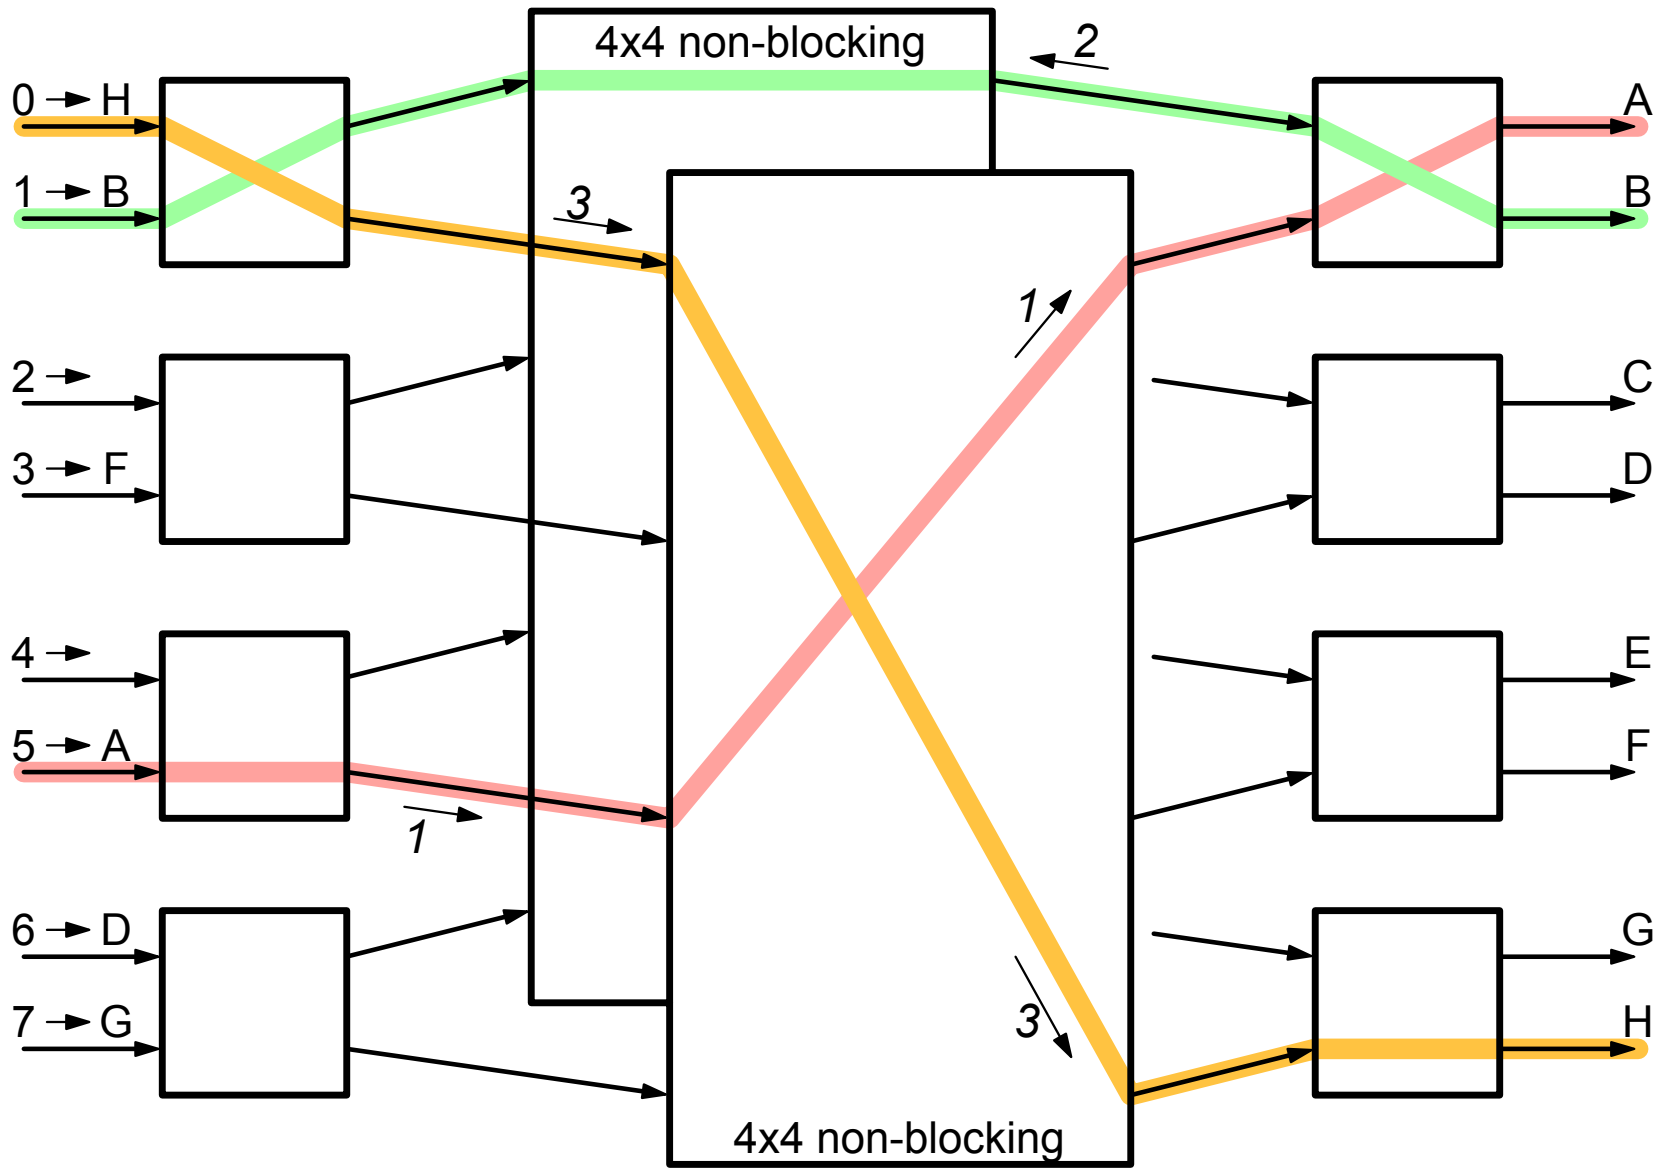 4x4 non-blocking
2
0 → H
A
1 → B
3
B
1
2 →
C
3 → F
D
4 →
E
5 → A
F
1
6 → D
G
7 → G
3
H
4x4 non-blocking